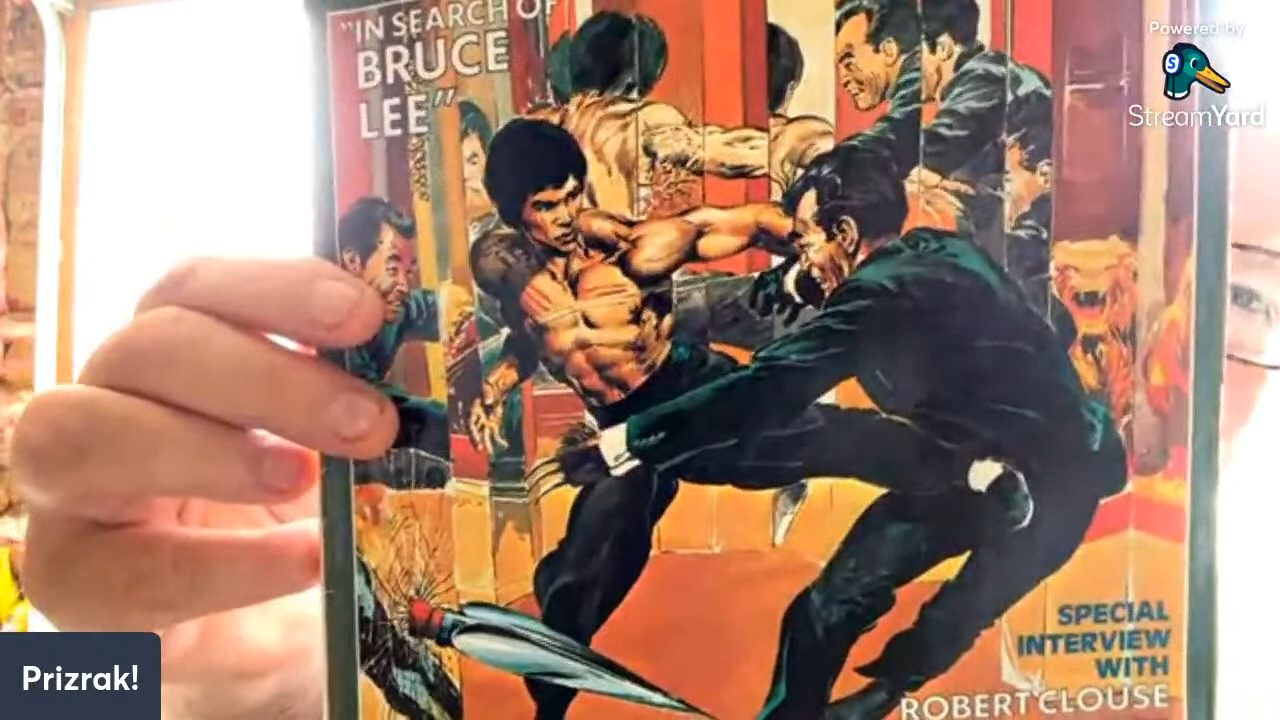 "IN SEARCH OF
BRUCE
LEE"
Powered by
S
StreamYard
SPECIAL
INTERVIEW
WITH
ROBERT CLOUSE
Prizrak!